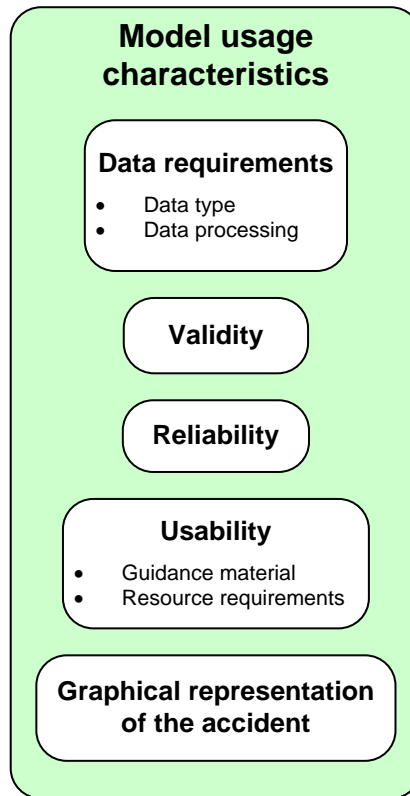 Model usage
characteristics
Data requirements
• Data type
• Data processing
Validity
Reliability
Usability
• Guidance material
• Resource requirements
Graphical representation
of the accident